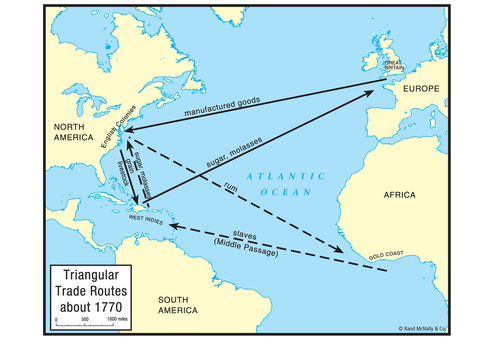 GREAT
BRITAIN
EUROPE
manufactured goods
English Colonies
NORTH
AMERICA
sugar, molasses
sugar, molasses
grain
livestock
rum
ATLANTIC
OCEAN
AFRICA
WEST INDIES
slaves
(Middle Passage)
GOLD COAST
Triangular
Trade Routes
about 1770
0 500 1000 miles
SOUTH
AMERICA
© Rand McNally & Co.